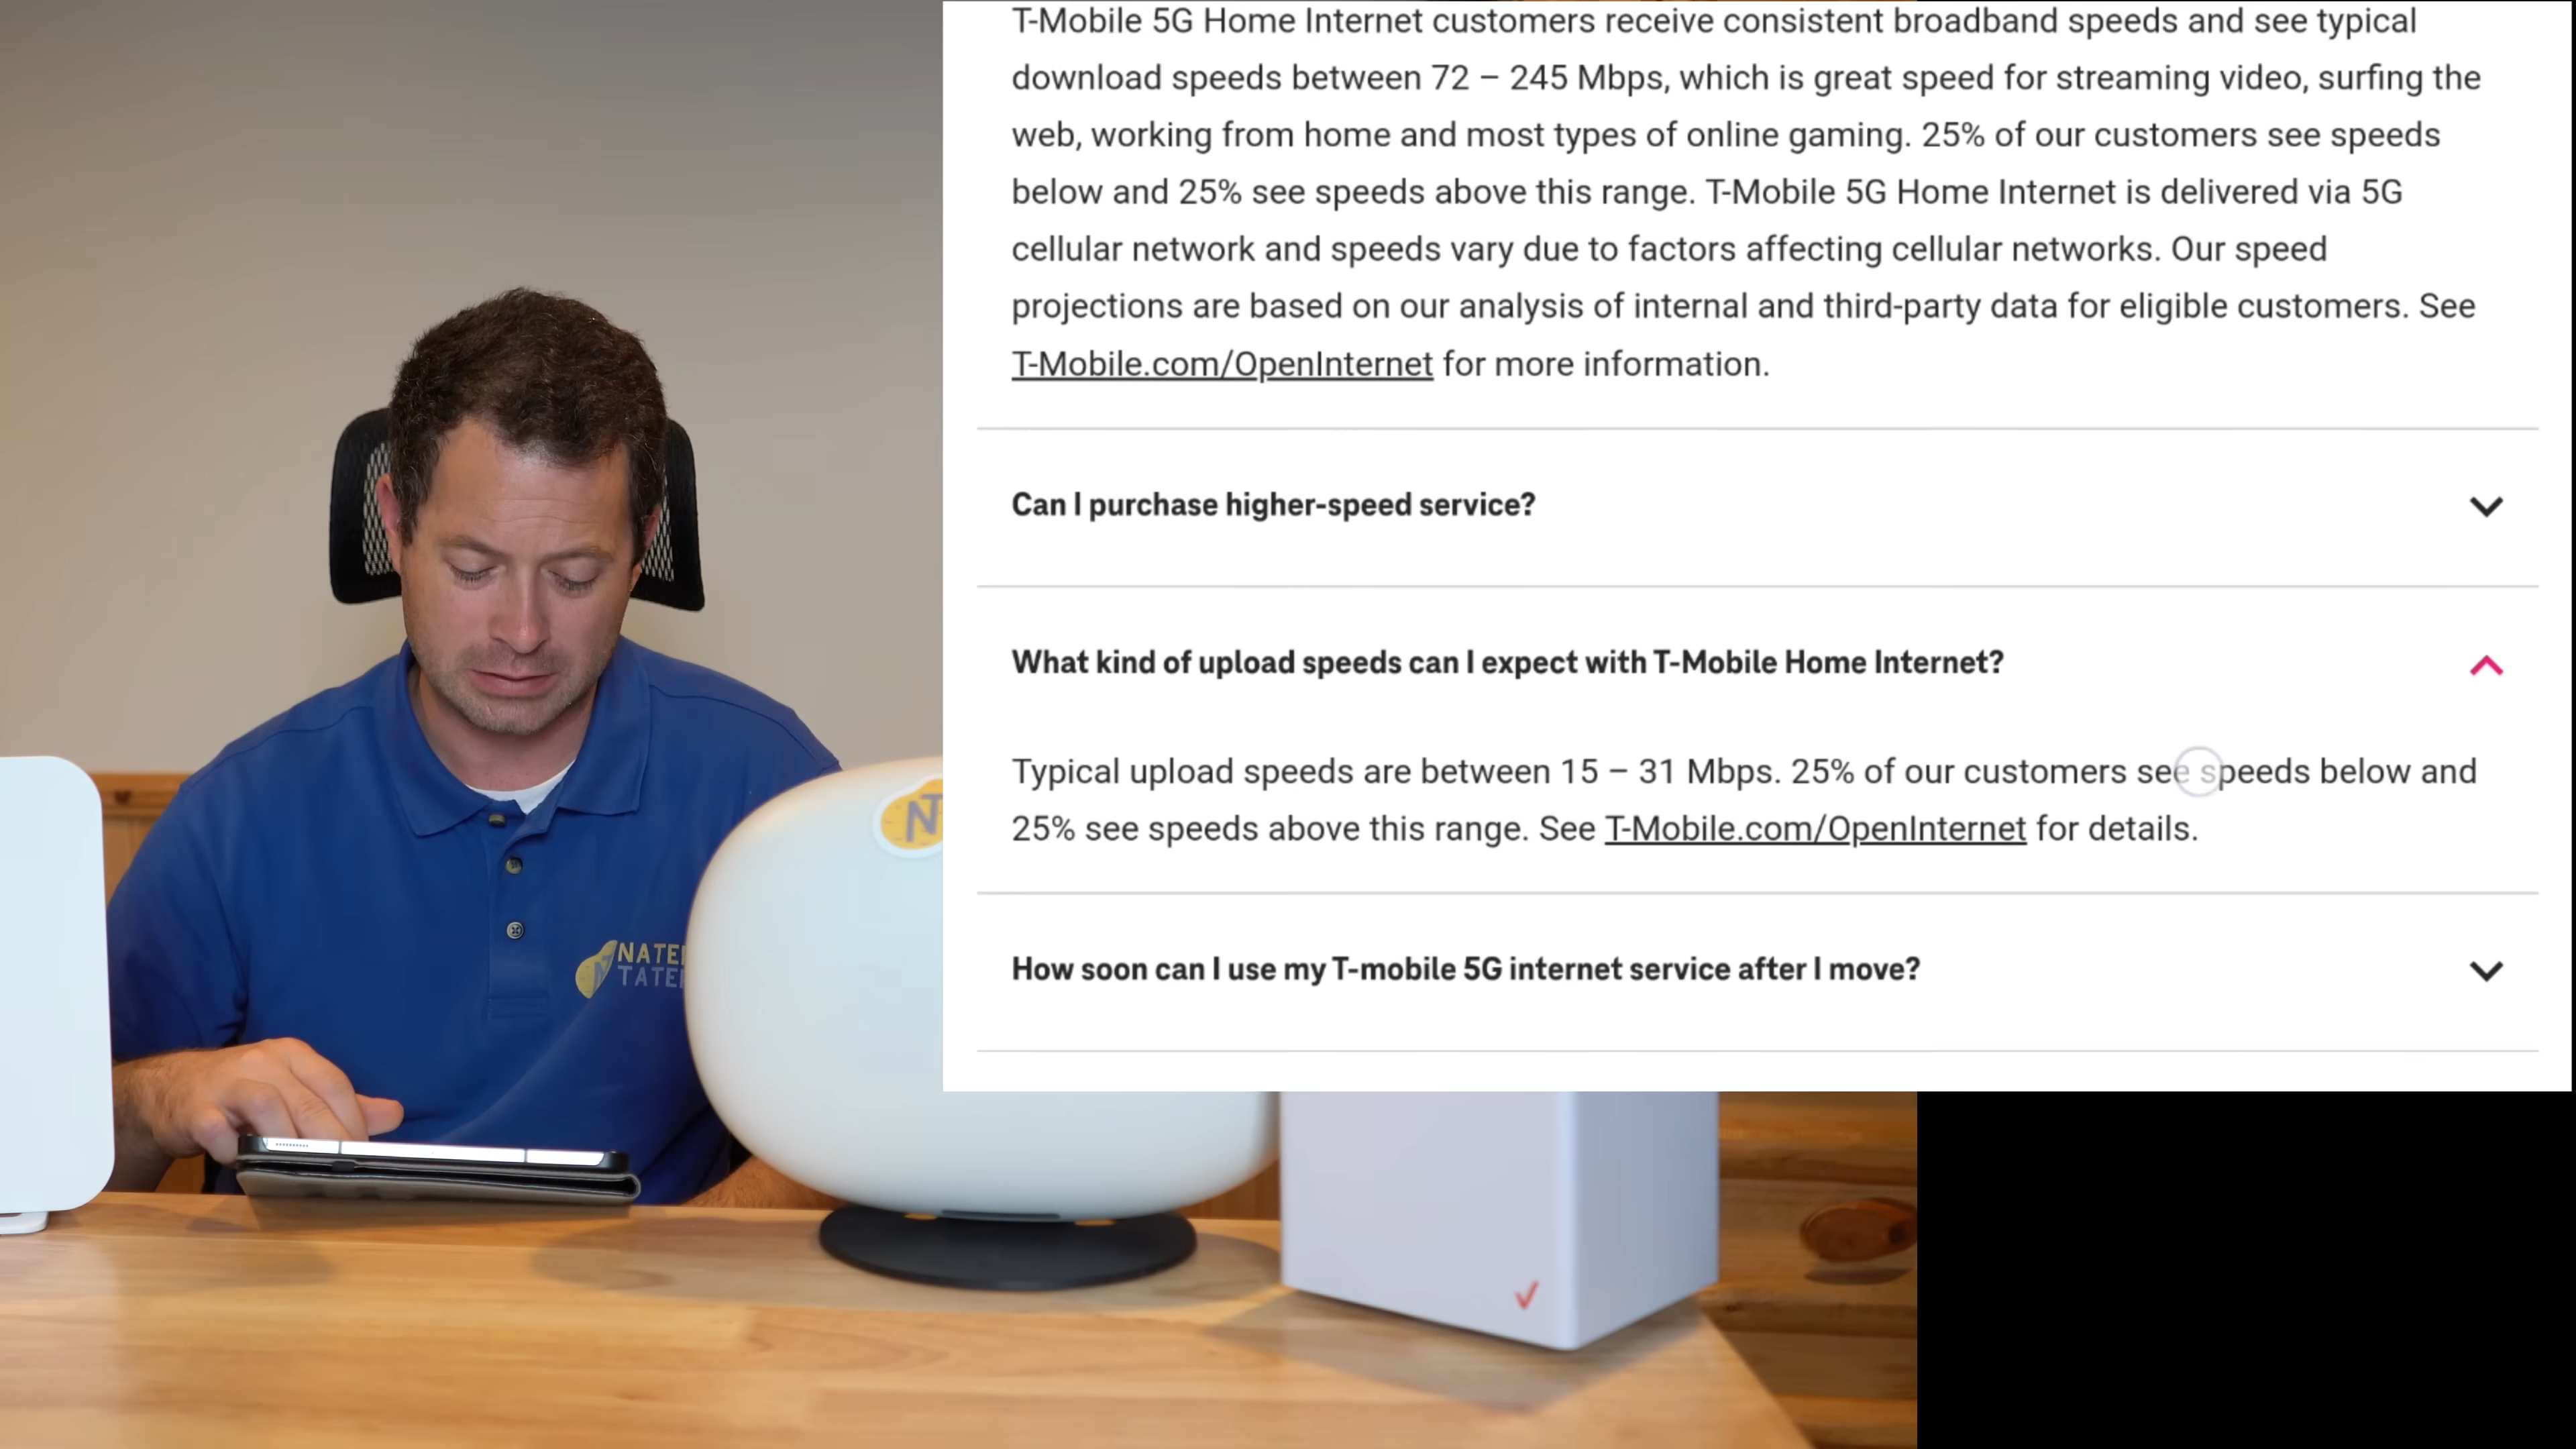 T-Mobile 5G Home Internet customers receive consistent broadband speeds and see typical
download speeds between 72 – 245 Mbps, which is great speed for streaming video, surfing the
web, working from home and most types of online gaming. 25% of our customers see speeds
below and 25% see speeds above this range. T-Mobile 5G Home Internet is delivered via 5G
cellular network and speeds vary due to factors affecting cellular networks. Our speed
projections are based on our analysis of internal and third-party data for eligible customers. See
T-Mobile.com/OpenInternet for more information.
Can I purchase higher-speed service?
What kind of upload speeds can I expect with T-Mobile Home Internet?
Typical upload speeds are between 15 – 31 Mbps. 25% of our customers see speeds below and
25% see speeds above this range. See T-Mobile.com/OpenInternet for details.
How soon can I use my T-mobile 5G internet service after I move?
NT